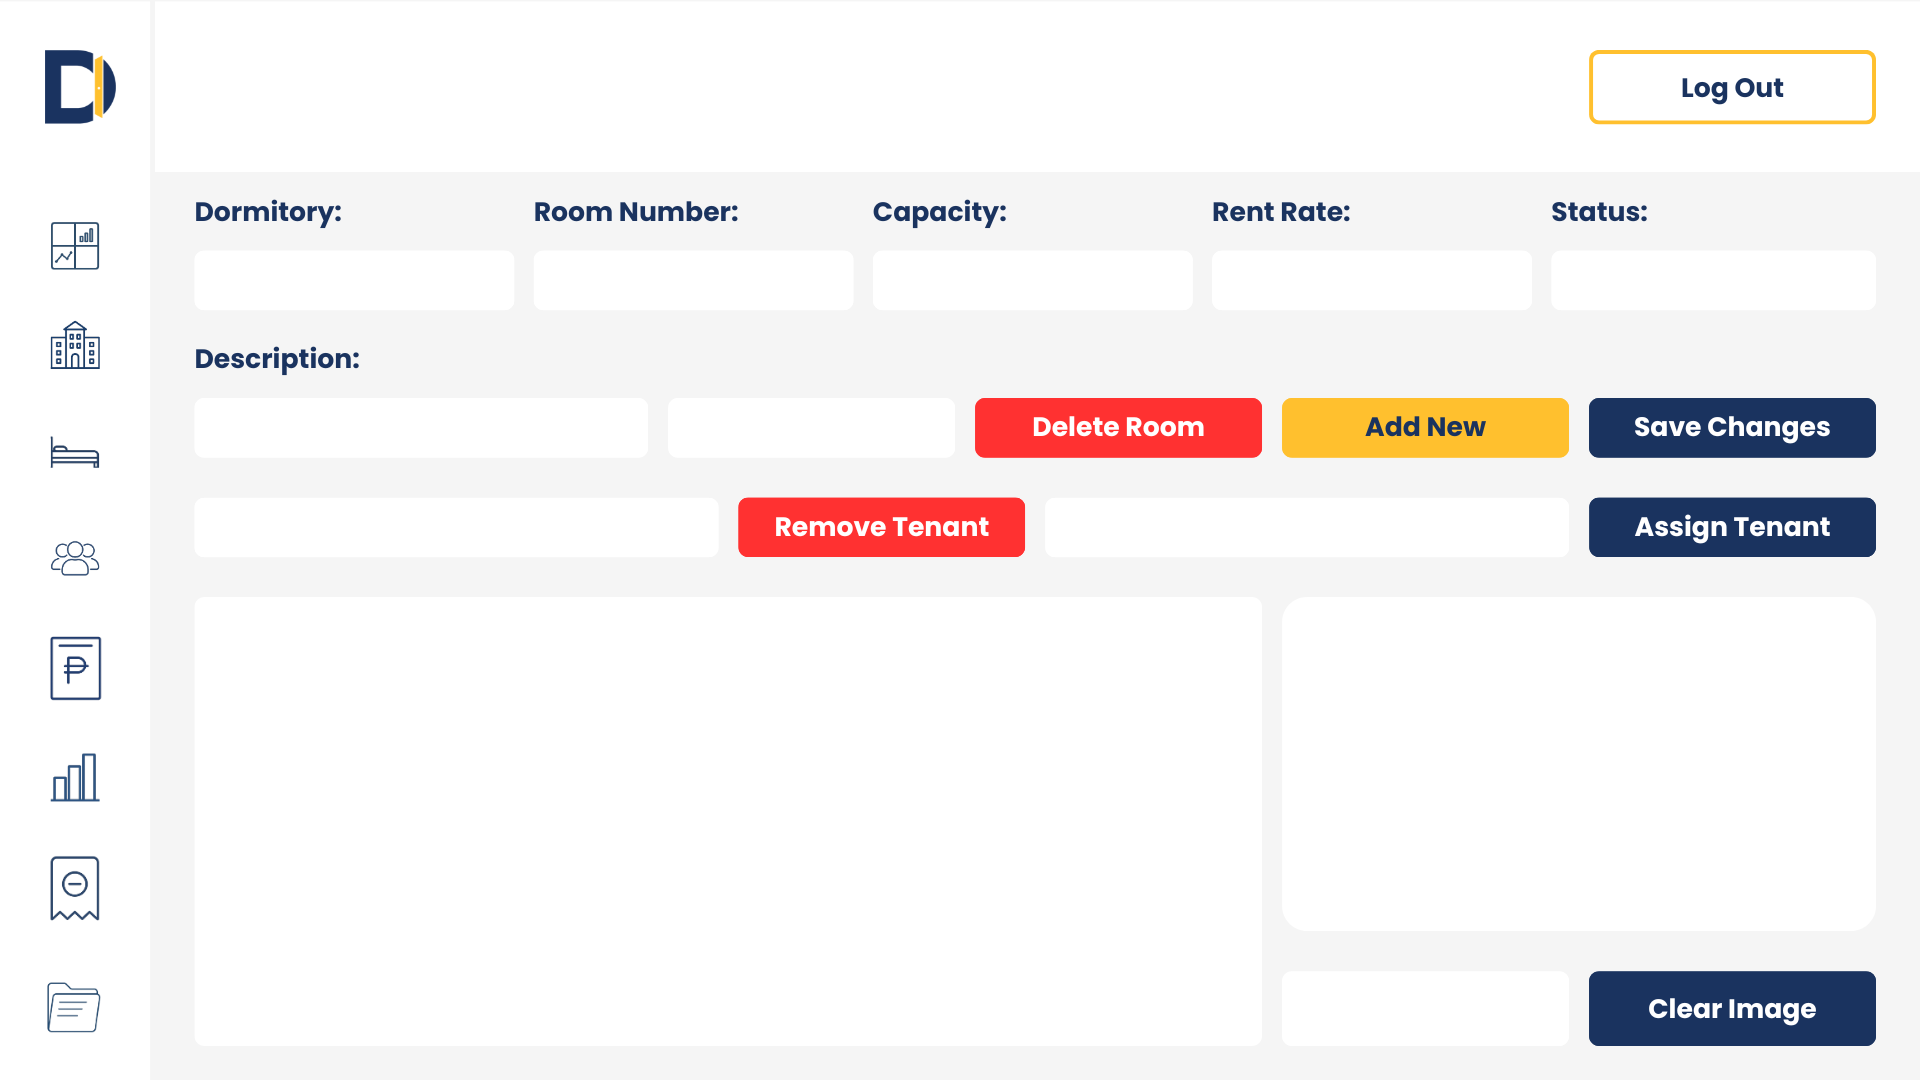 D
Log Out
Dormitory:
Room Number:
Capacity:
Rent Rate:
Status:
Description:
Delete Room
Add New
Save Changes
Remove Tenant
Assign Tenant
₱
Clear Image